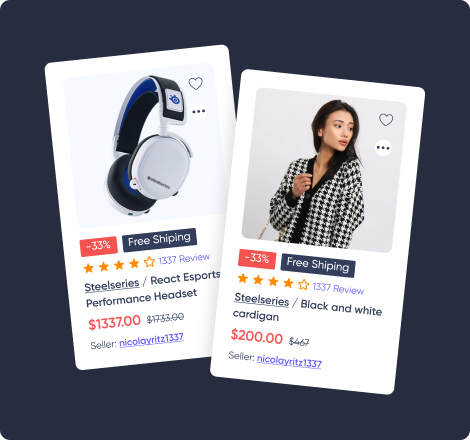 -33% Free Shiping
1337 Review
Steelseries / React Esports
Performance Headset
$1337.00 $1733.00
Seller: nicolayritz1337
-33% Free Shiping
1337 Review
Steelseries / Black and white
cardigan
$200.00 $467
Seller: nicolayritz1337